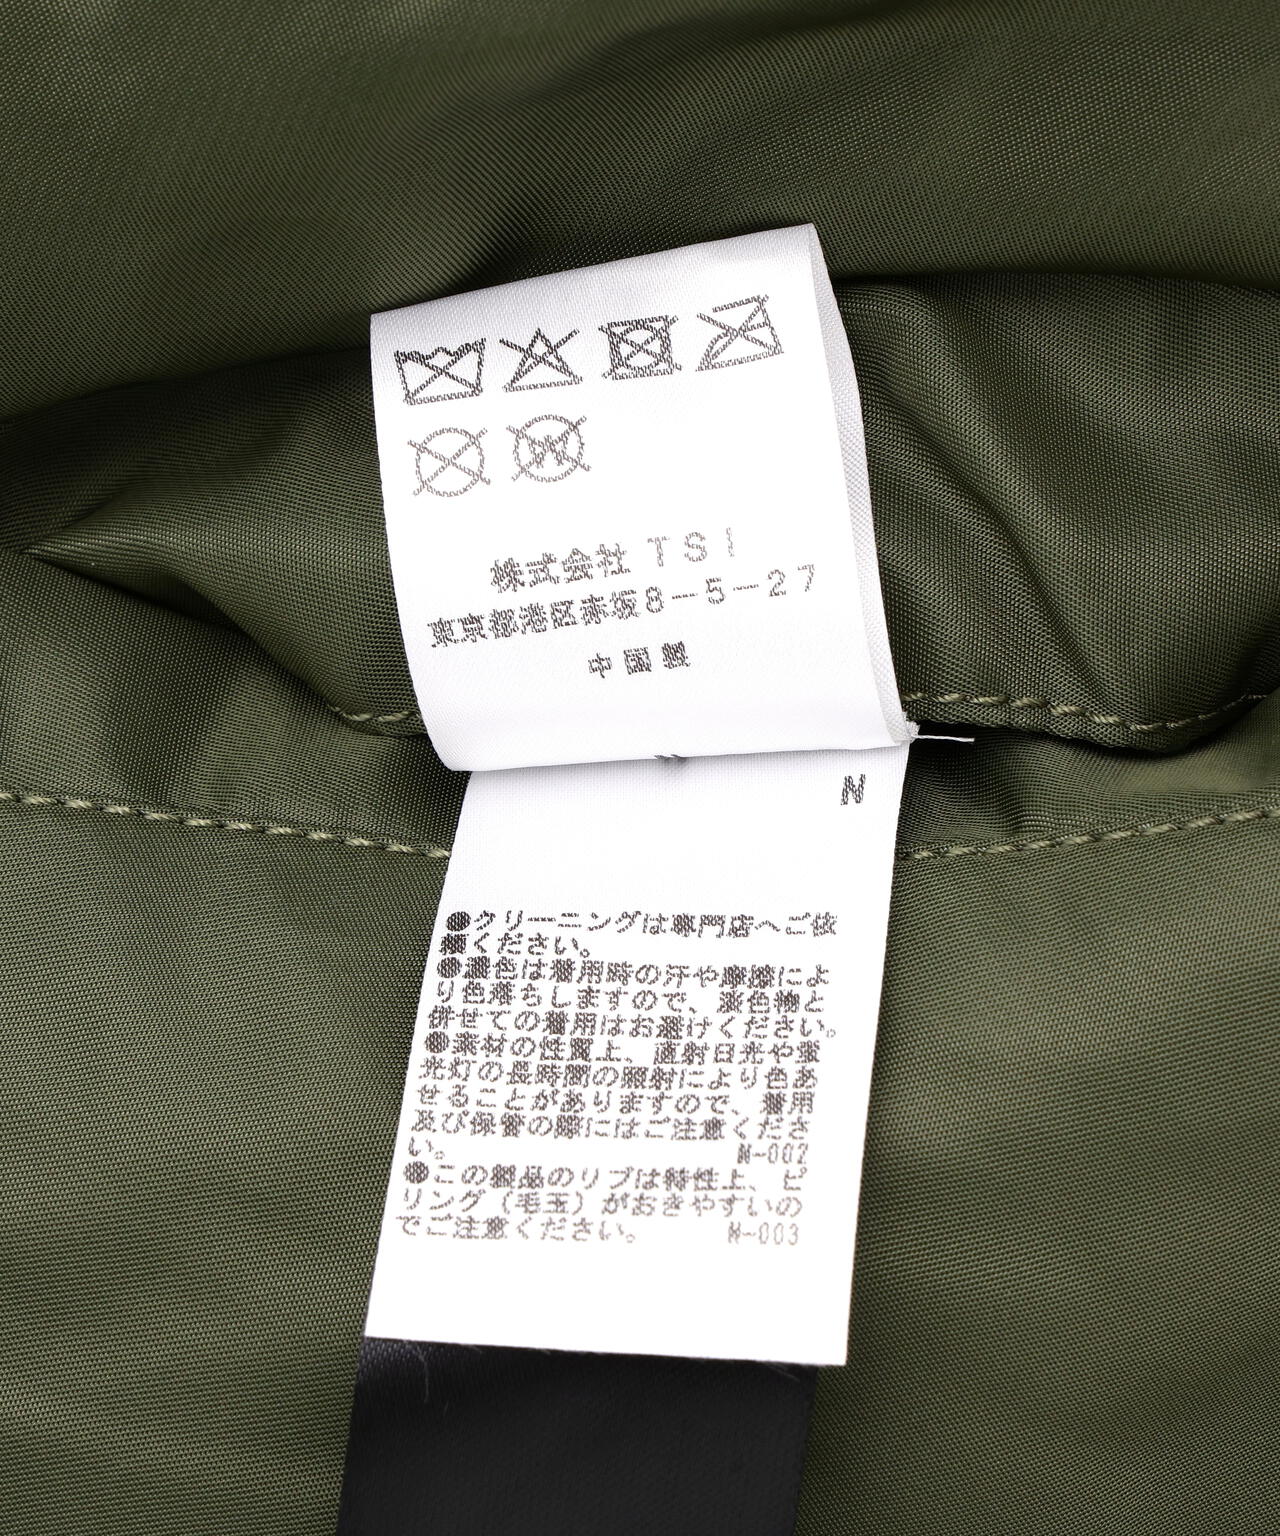 株式会社 TSI
東京都港区赤坂8-5-27
中国製
N
●クリーニングは専門店へご依
頼ください。
●濃色は着用時の汗や摩擦によ
り色落ちしますので、淡色物と
併せての着用はお避けください。
●素材の性質上、直射日光や蛍
光灯の長時間の照射により色あ
せることがありますので、着用
及び保管の際にはご注意くださ
い。 N-002
●この製品のリブは特性上、ピ
リング(毛玉)がおきやすいの
でご注意ください。 N-003